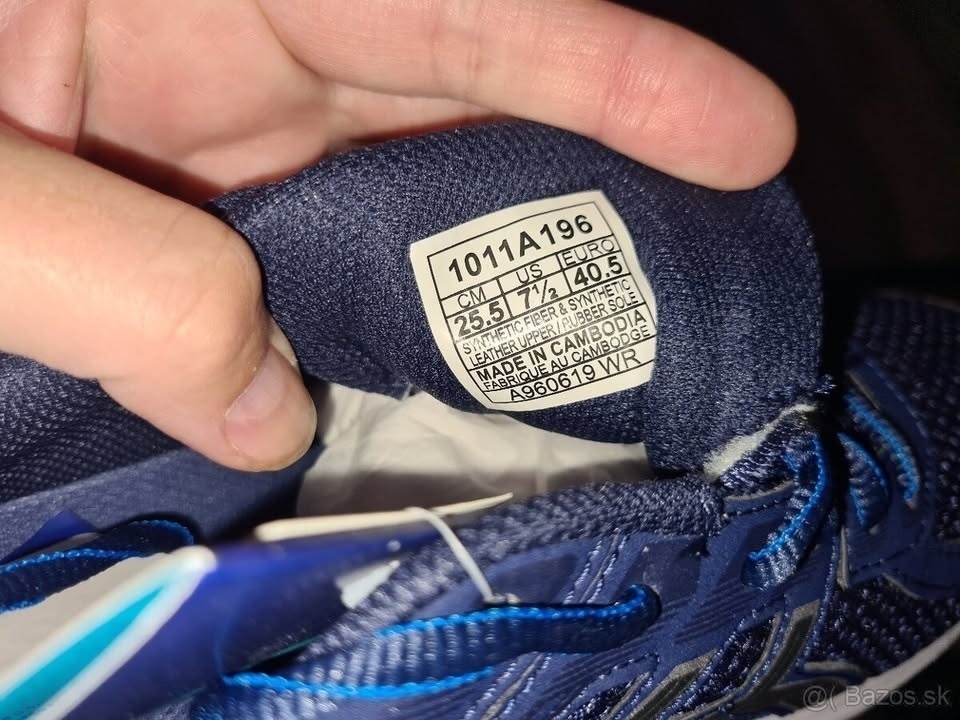 1011A196
CM US EURO
25.5 7½ 40.5
SYNTHETIC FIBER & SYNTHETIC
LEATHER UPPER / RUBBER SOLE
MADE IN CAMBODIA
FABRIQUE AU CAMBODGE
A960619 WR
@( Bazos.sk